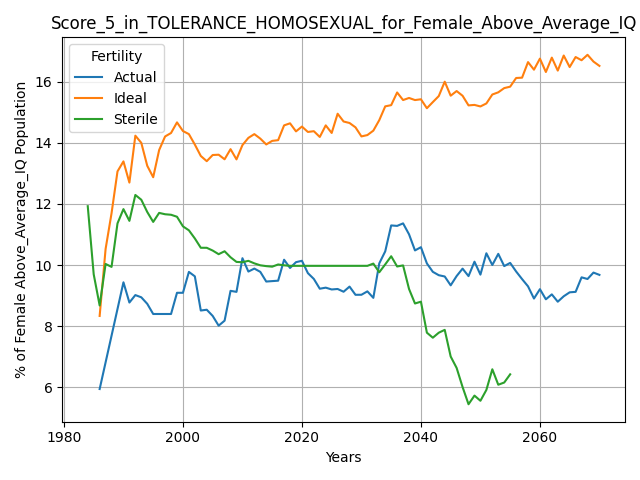 Score_5_in_TOLERANCE_HOMOSEXUAL_for_Female_Above_Average_IQ
Fertility
Actual
Ideal
Sterile
% of Female Above_Average_IQ Population
16
14
12
10
8
6
1980
2000
2020
2040
2060
Years